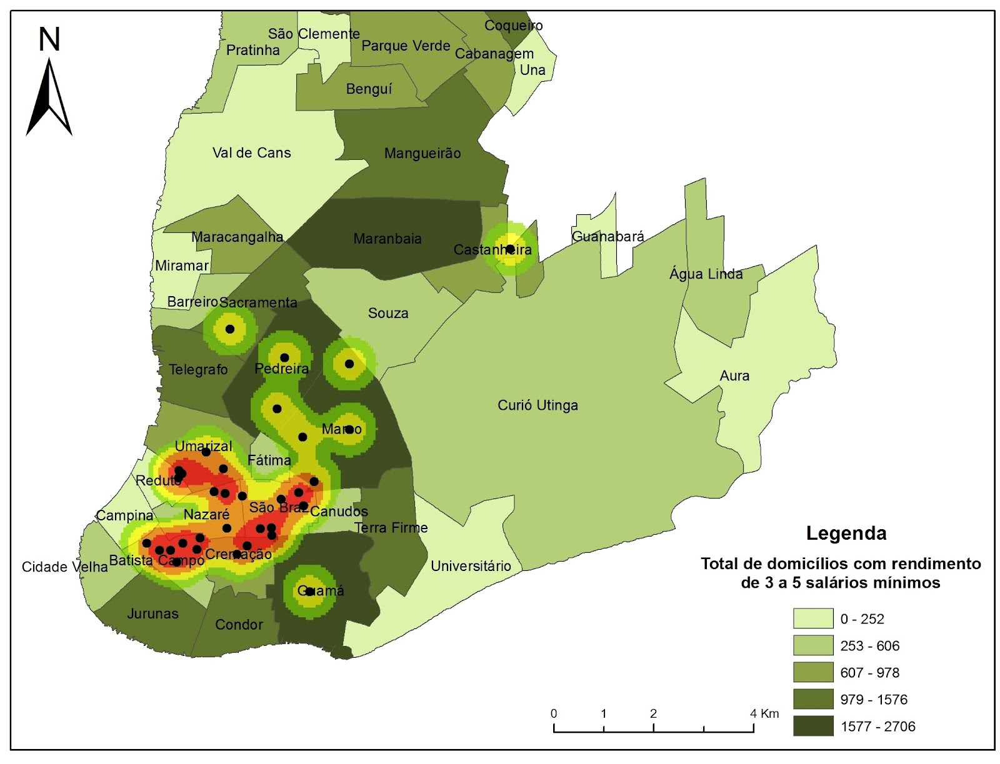 N
Coqueiro
São Clemente
Parque Verde
Pratinha
Cabanagem
Una
Benguí
Val de Cans
Mangueirão
Maracangalha
Maranbaia
Guanabará
Castanheira
Miramar
Água Linda
Barreiro
Sacramenta
Souza
Telegrafo
Pedreira
Aura
Curió Utinga
Marco
Umarizal
Fátima
Reduto
São Braz
Canudos
Campina
Nazaré
Terra Firme
Cremação
Batista Campo
Cidade Velha
Universitário
Guamá
Jurunas
Condor
Legenda
Total de domicílios com rendimento
de 3 a 5 salários mínimos
0 - 252
253 - 606
607 - 978
979 - 1576
1577 - 2706
0 1 2 4 Km